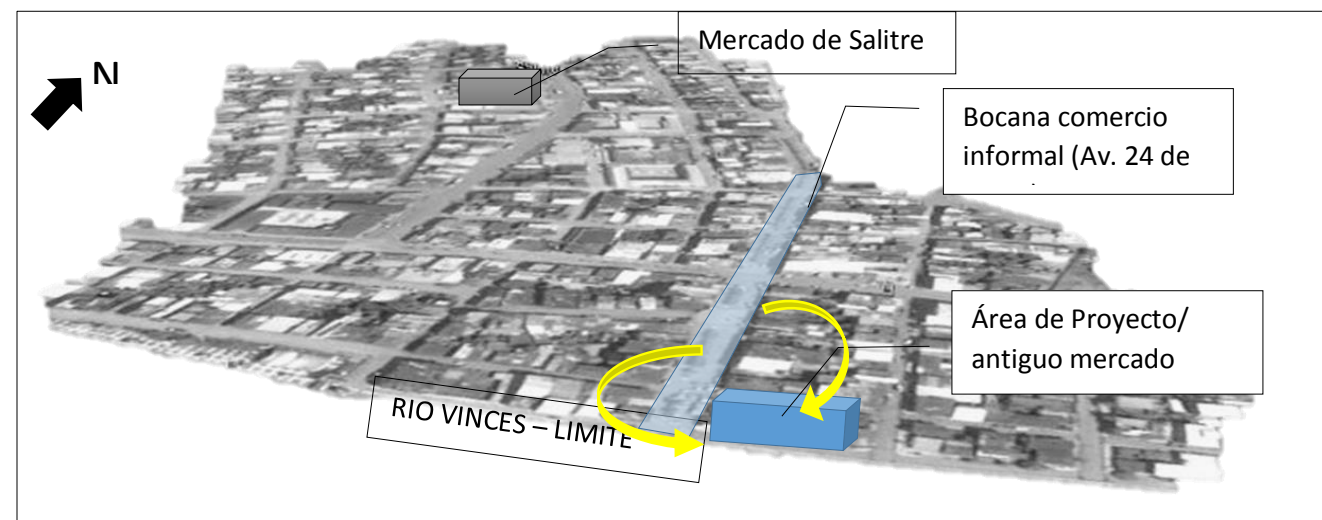 N
Mercado de Salitre
Bocana comercio
informal (Av. 24 de
Área de Proyecto/
antiguo mercado
RIO VINCES – LIMITE